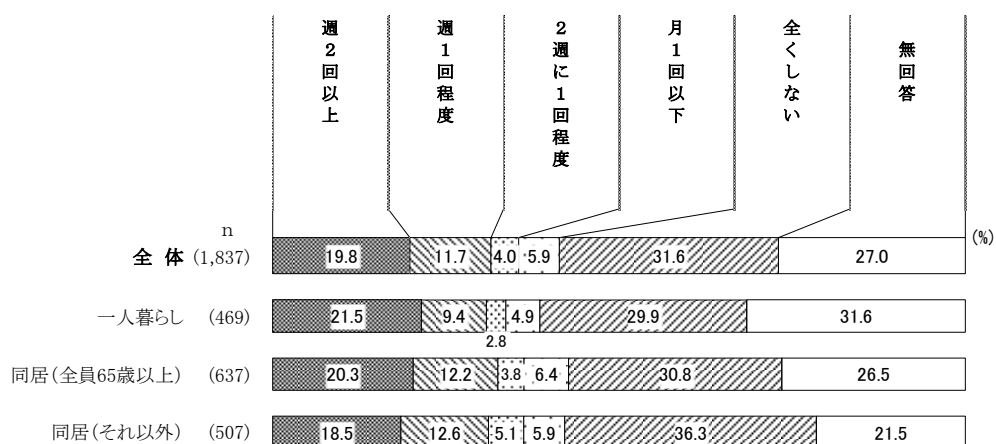 週2回以上
週1回程度
2週に1回程度
月1回以下
全くしない
無回答
n
(%)
全 体 (1,837) 19.8 11.7 4.0 5.9 31.6 27.0
一人暮らし (469) 21.5 9.4 2.8 4.9 29.9 31.6
同居(全員65歳以上) (637) 20.3 12.2 3.8 6.4 30.8 26.5
同居(それ以外) (507) 18.5 12.6 5.1 5.9 36.3 21.5